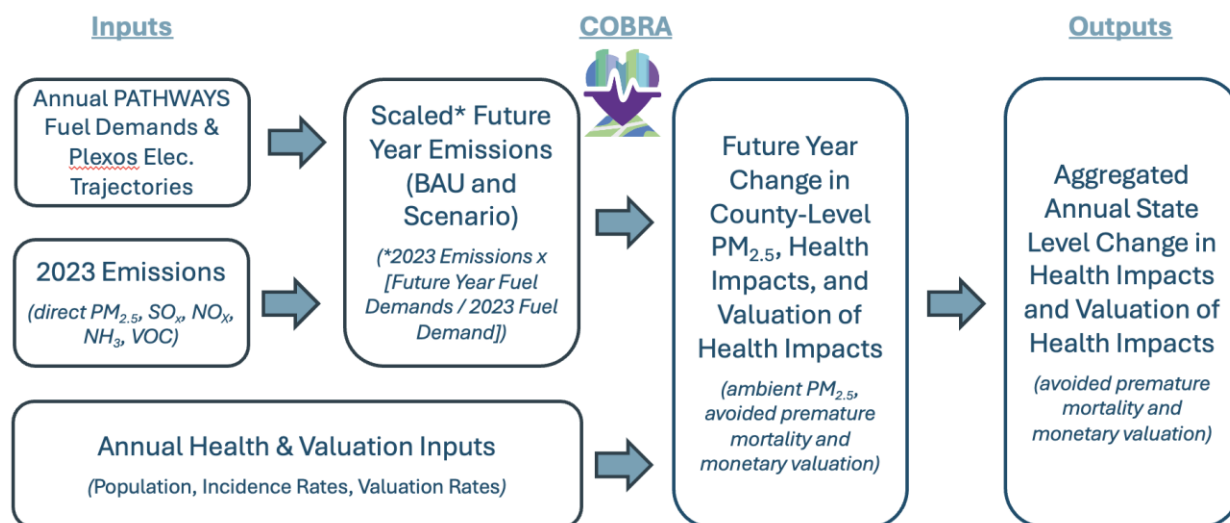 Inputs
COBRA
Outputs
Annual PATHWAYS
Fuel Demands &
Plexos Elec.
Trajectories
2023 Emissions
(direct PM2.5, SOx, NOX,
NH3, VOC)
Scaled* Future
Year Emissions
(BAU and
Scenario)
(*2023 Emissions x
[Future Year Fuel
Demands / 2023 Fuel
Demand])
Annual Health & Valuation Inputs
(Population, Incidence Rates, Valuation Rates)
Future Year
Change in
County-Level
PM2.5, Health
Impacts, and
Valuation of
Health Impacts
(ambient PM2.5,
avoided premature
mortality and
monetary valuation)
Aggregated
Annual State
Level Change in
Health Impacts
and Valuation of
Health Impacts
(avoided premature
mortality and
monetary valuation)